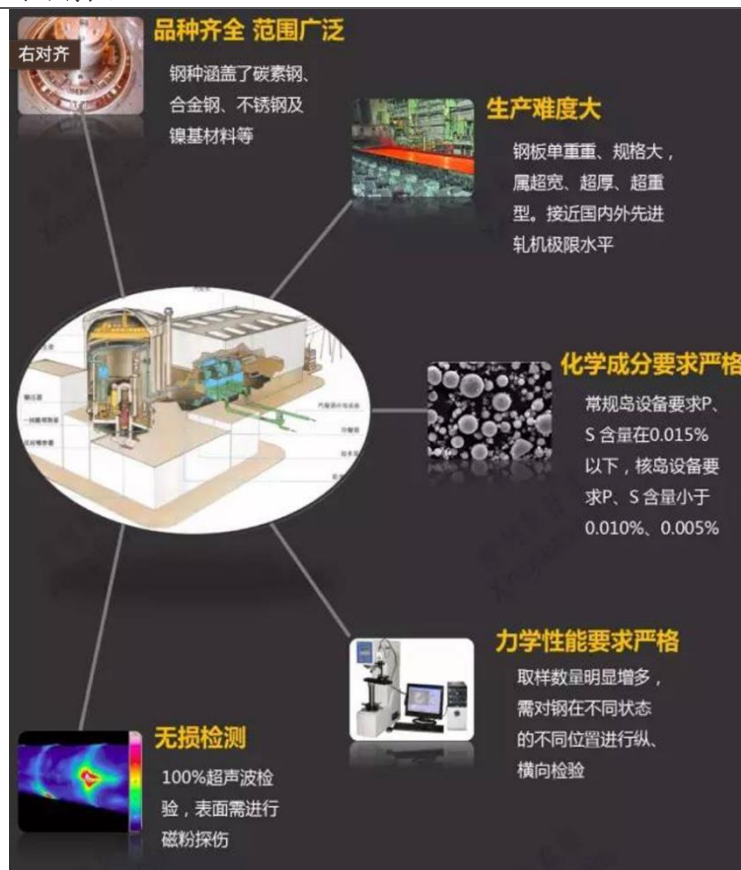 品种齐全 范围广泛
右对齐
钢种涵盖了碳素钢、
合金钢、不锈钢及
镍基材料等
生产难度大
钢板单重重、规格大，
属超宽、超厚、超重
型。接近国内外先进
轧机极限水平
化学成分要求严格
常规岛设备要求P、
S 含量在0.015%
以下，核岛设备要
求P、S 含量小于
0.010%、0.005%
力学性能要求严格
取样数量明显增多，
需对钢在不同状态
的不同位置进行纵、
横向检验
无损检测
100%超声波检
验，表面需进行
磁粉探伤